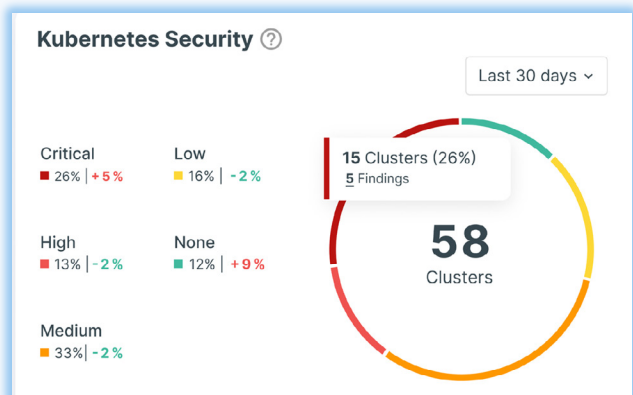 Kubernetes Security ?
Last 30 days
Critical
26% | +5%
Low
16% | -2%
15 Clusters (26%)
5 Findings
High
13% | -2%
None
12% | +9%
58
Clusters
Medium
33% | -2%